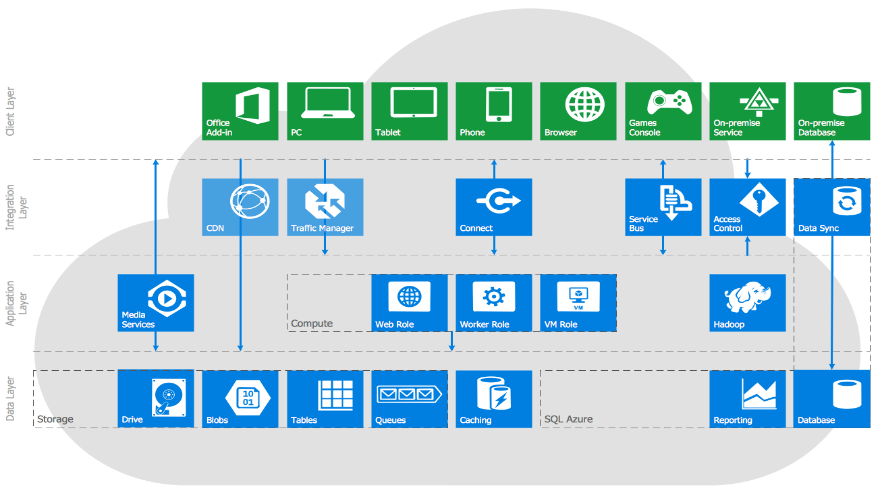 Client Layer
Office
Add-in
PC
Tablet
Phone
Browser
Games
Console
On-premise
Service
On-premise
Database
Integration
Layer
CDN
Traffic Manager
Connect
Service
Bus
Access
Control
Data Sync
Application
Layer
Media
Services
Compute
Web Role
Worker Role
VM
VM Role
Hadoop
Data Layer
Storage
Drive
10
01
Blobs
Tables
Queues
Caching
SQL Azure
Reporting
Database